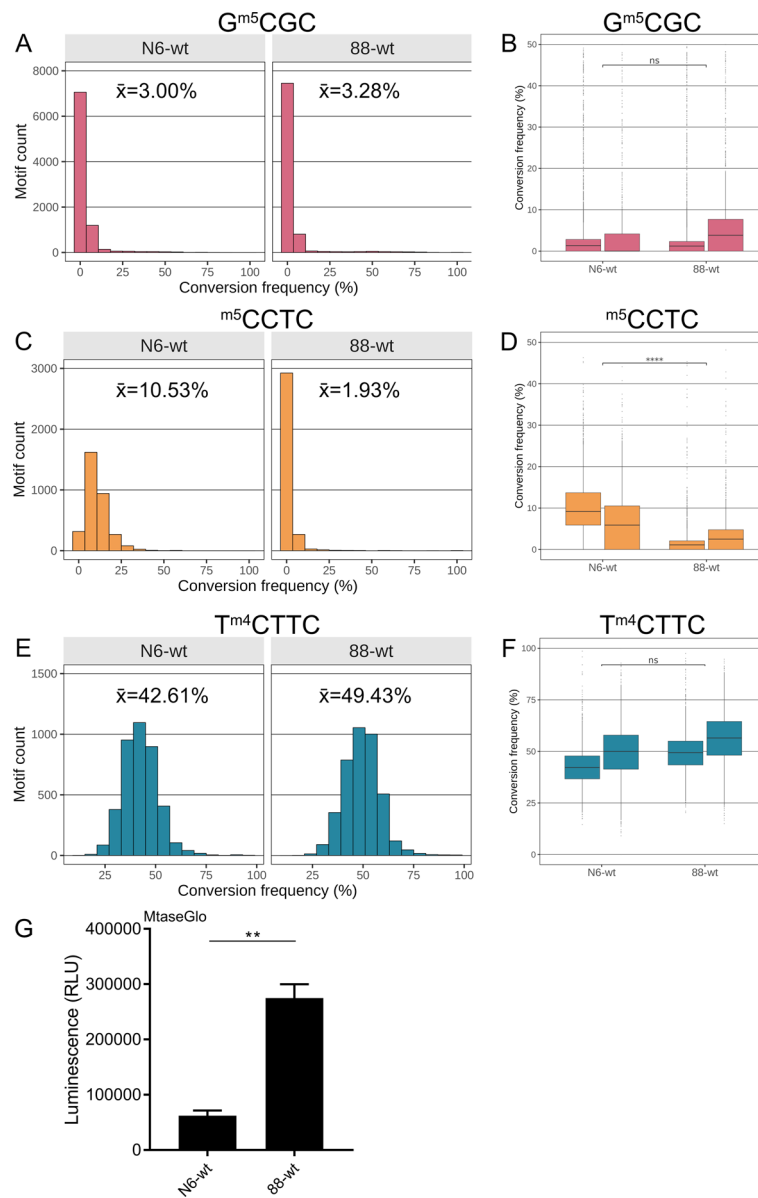 A
G^m5CGC
N6-wt
88-wt
x̄=3.00%
x̄=3.28%
Motif count
8000
6000
4000
2000
0
0
25
50
75
100
0
25
50
75
100
Conversion frequency (%)
B
G^m5CGC
ns
Conversion frequency (%)
50
40
30
20
10
0
N6-wt
88-wt
C
^m5CCTC
N6-wt
88-wt
x̄=10.53%
x̄=1.93%
Motif count
3000
2000
1000
0
0
25
50
75
100
0
25
50
75
100
Conversion frequency (%)
D
^m5CCTC
****
Conversion frequency (%)
50
40
30
20
10
0
N6-wt
88-wt
E
T^m4CTTC
N6-wt
88-wt
x̄=42.61%
x̄=49.43%
Motif count
1500
1000
500
0
25
50
75
100
25
50
75
100
Conversion frequency (%)
F
T^m4CTTC
ns
Conversion frequency (%)
100
75
50
25
0
N6-wt
88-wt
G
MtaseGlo
**
Luminescence (RLU)
400000
300000
200000
100000
0
N6-wt
88-wt